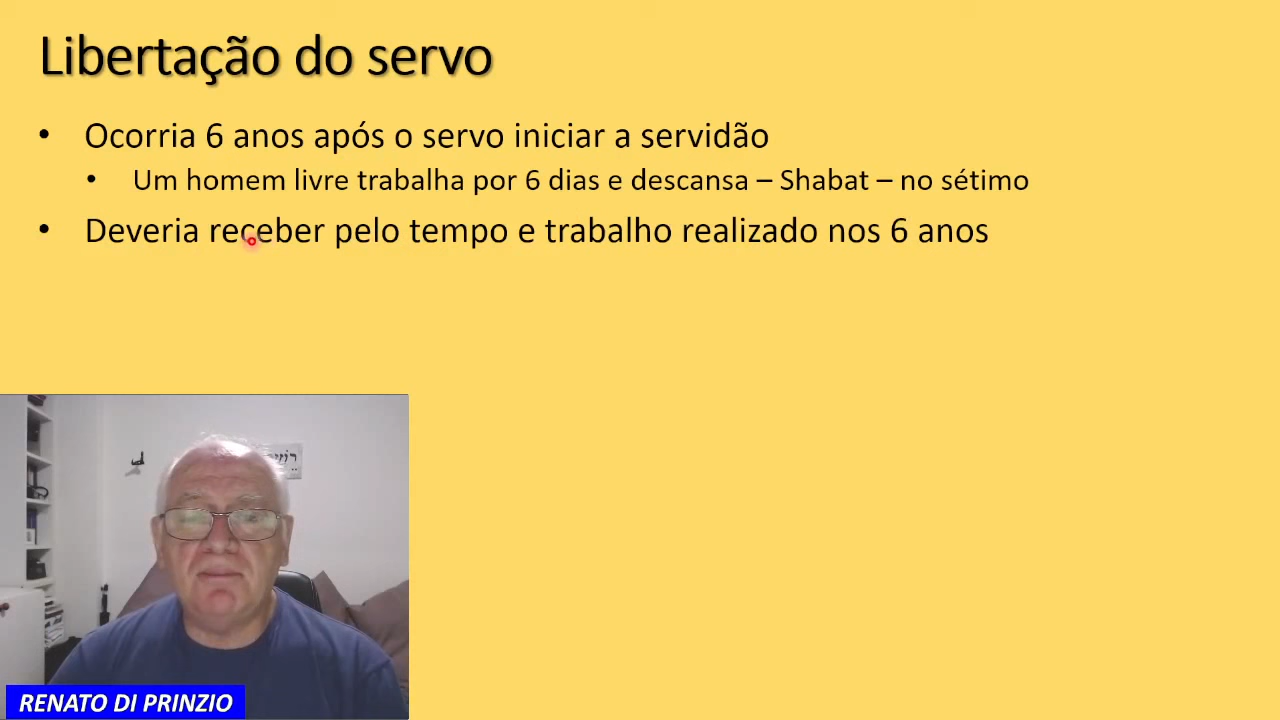 Libertação do servo
• Ocorria 6 anos após o servo iniciar a servidão
• Um homem livre trabalha por 6 dias e descansa – Shabat – no sétimo
• Deveria receber pelo tempo e trabalho realizado nos 6 anos
RENATO DI PRINZIO